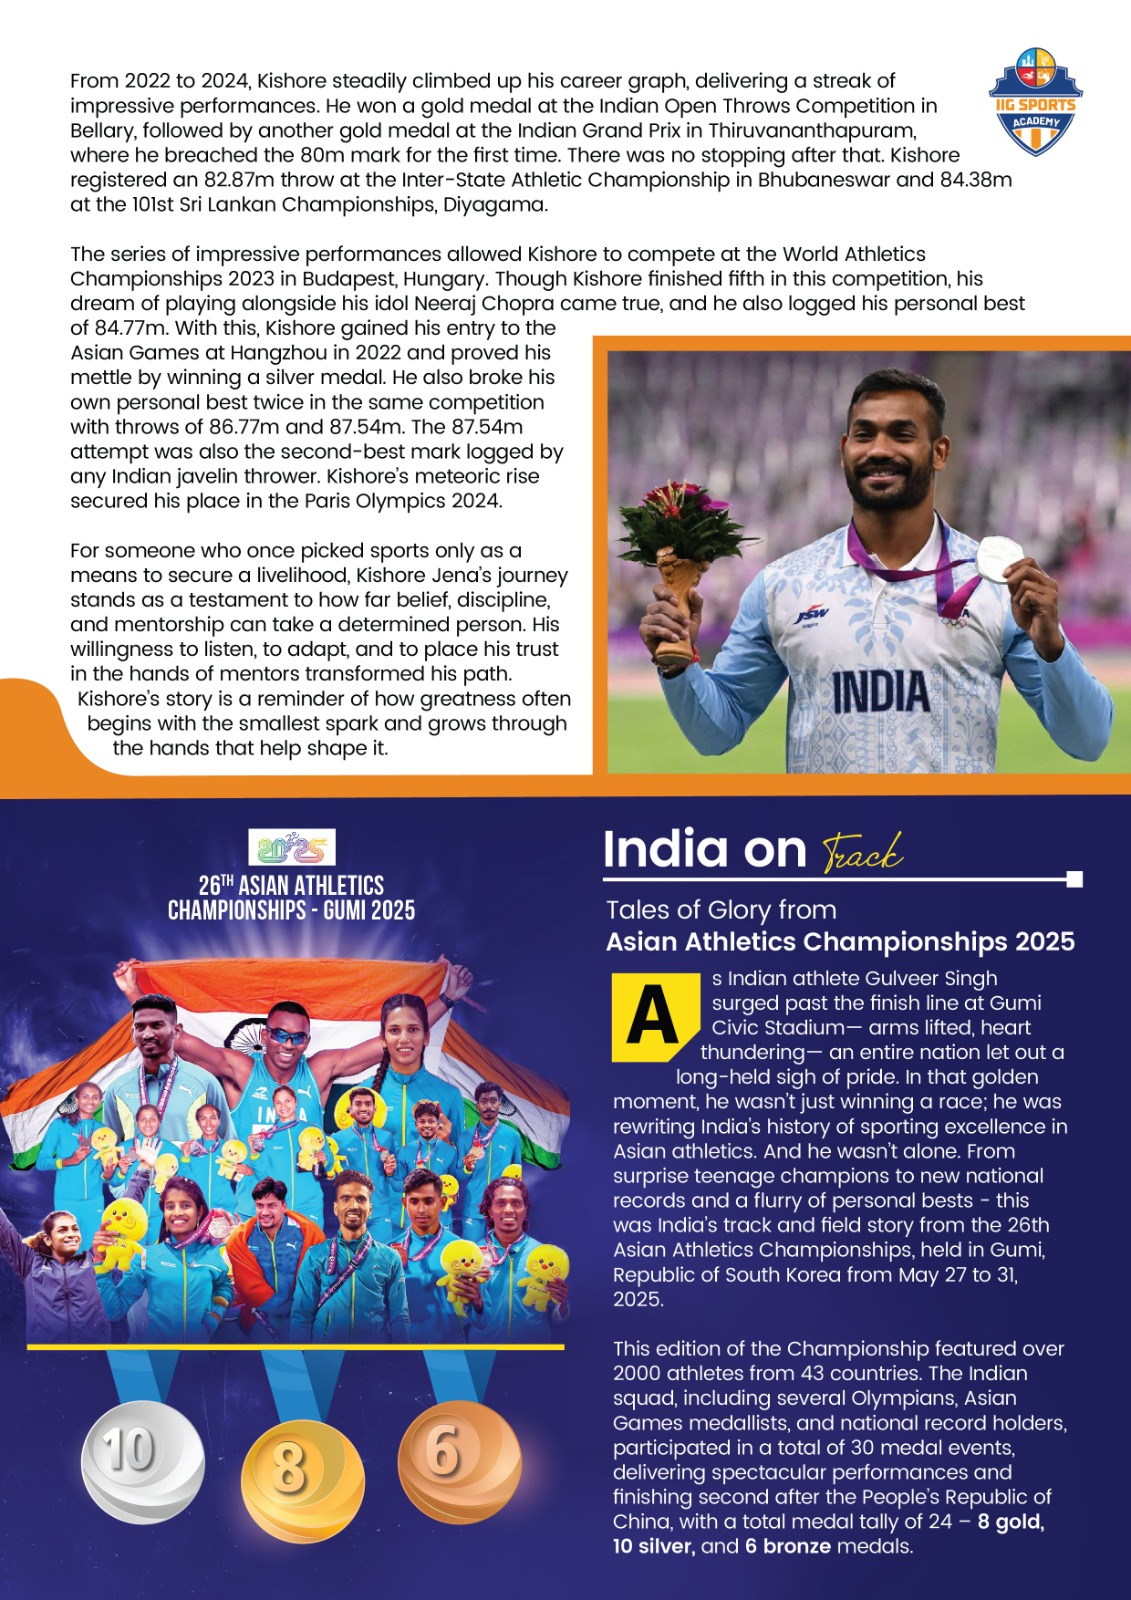 From 2022 to 2024, Kishore steadily climbed up his career graph, delivering a streak of
impressive performances. He won a gold medal at the Indian Open Throws Competition in
Bellary, followed by another gold medal at the Indian Grand Prix in Thiruvananthapuram,
where he breached the 80m mark for the first time. There was no stopping after that. Kishore
registered an 82.87m throw at the Inter-State Athletic Championship in Bhubaneswar and 84.38m
at the 101st Sri Lankan Championships, Diyagama.
IIG SPORTS
ACADEMY
The series of impressive performances allowed Kishore to compete at the World Athletics
Championships 2023 in Budapest, Hungary. Though Kishore finished fifth in this competition, his
dream of playing alongside his idol Neeraj Chopra came true, and he also logged his personal best
of 84.77m. With this, Kishore gained his entry to the
Asian Games at Hangzhou in 2022 and proved his
mettle by winning a silver medal. He also broke his
own personal best twice in the same competition
with throws of 86.77m and 87.54m. The 87.54m
attempt was also the second-best mark logged by
any Indian javelin thrower. Kishore's meteoric rise
secured his place in the Paris Olympics 2024.
For someone who once picked sports only as a
means to secure a livelihood, Kishore Jena's journey
stands as a testament to how far belief, discipline,
and mentorship can take a determined person. His
willingness to listen, to adapt, and to place his trust
in the hands of mentors transformed his path.
Kishore's story is a reminder of how greatness often
begins with the smallest spark and grows through
the hands that help shape it.
JSW
INDIA
2025
26TH ASIAN ATHLETICS
CHAMPIONSHIPS - GUMI 2025
10
8
6
India on Track
Tales of Glory from
Asian Athletics Championships 2025
As Indian athlete Gulveer Singh
surged past the finish line at Gumi
Civic Stadium— arms lifted, heart
thundering— an entire nation let out a
long-held sigh of pride. In that golden
moment, he wasn't just winning a race; he was
rewriting India's history of sporting excellence in
Asian athletics. And he wasn't alone. From
surprise teenage champions to new national
records and a flurry of personal bests - this
was India's track and field story from the 26th
Asian Athletics Championships, held in Gumi,
Republic of South Korea from May 27 to 31,
2025.
This edition of the Championship featured over
2000 athletes from 43 countries. The Indian
squad, including several Olympians, Asian
Games medallists, and national record holders,
participated in a total of 30 medal events,
delivering spectacular performances and
finishing second after the People's Republic of
China, with a total medal tally of 24 – 8 gold,
10 silver, and 6 bronze medals.